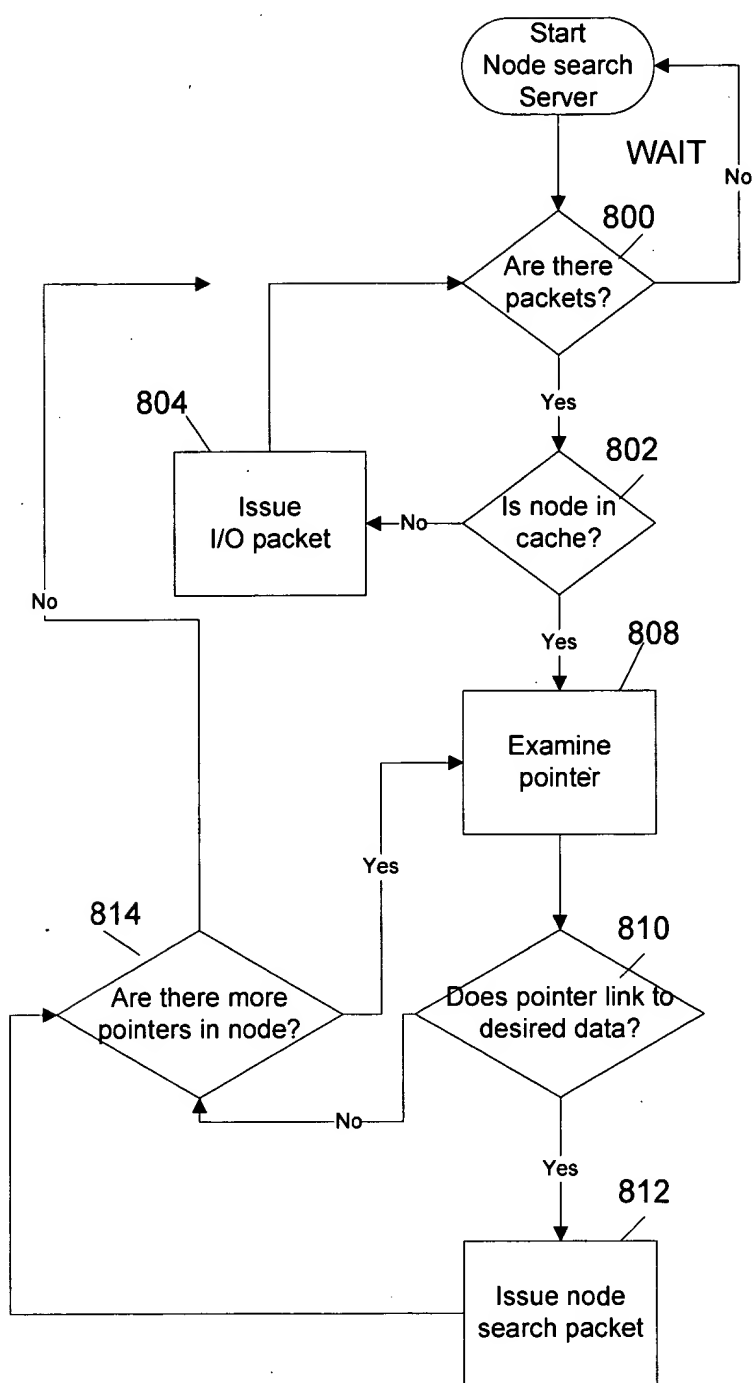 Start
Node search
Server
WAIT
No
800
Are there
packets?
804
Yes
802
Issue
I/O packet
No
Is node in
cache?
No
Yes
808
Examine
pointer
Yes
814
810
Are there more
pointers in node?
Does pointer link to
desired data?
No
Yes
812
Issue node
search packet